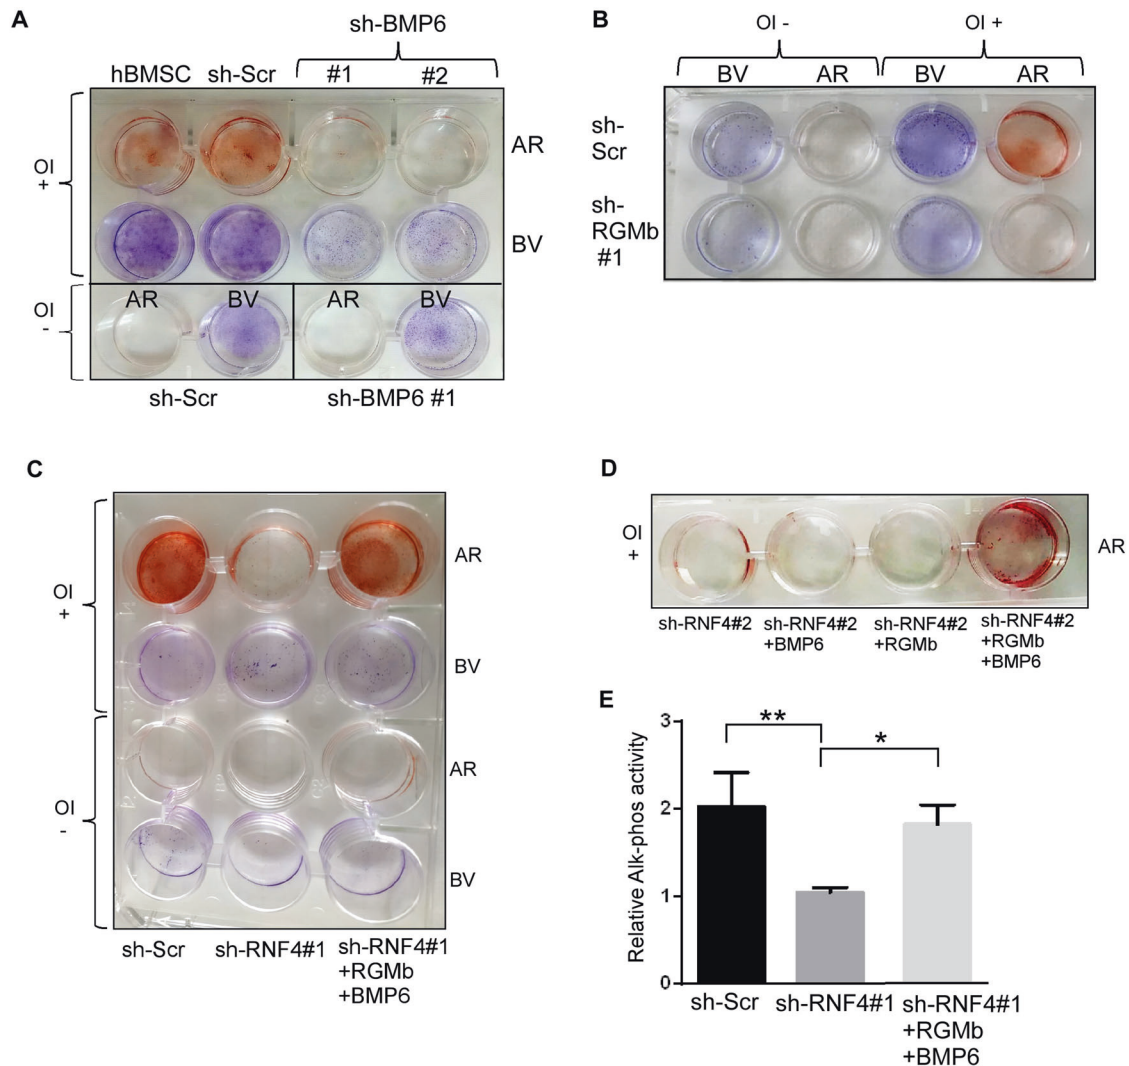 A
sh-BMP6
hBMSC sh-Scr #1 #2
OI
+
AR
BV
OI
-
AR BV AR BV
sh-Scr sh-BMP6 #1
B
OI - OI +
BV AR BV AR
sh-
Scr
sh-
RGMb
#1
C
OI
+
AR
BV
OI
-
AR
BV
sh-Scr sh-RNF4#1 sh-RNF4#1
+RGMb
+BMP6
D
OI
+
AR
sh-RNF4#2 sh-RNF4#2 sh-RNF4#2 sh-RNF4#2
+BMP6 +RGMb +RGMb
+BMP6
E
Relative Alk-phos activity
3
2
1
0
** *
sh-Scr sh-RNF4#1 sh-RNF4#1
+RGMb
+BMP6